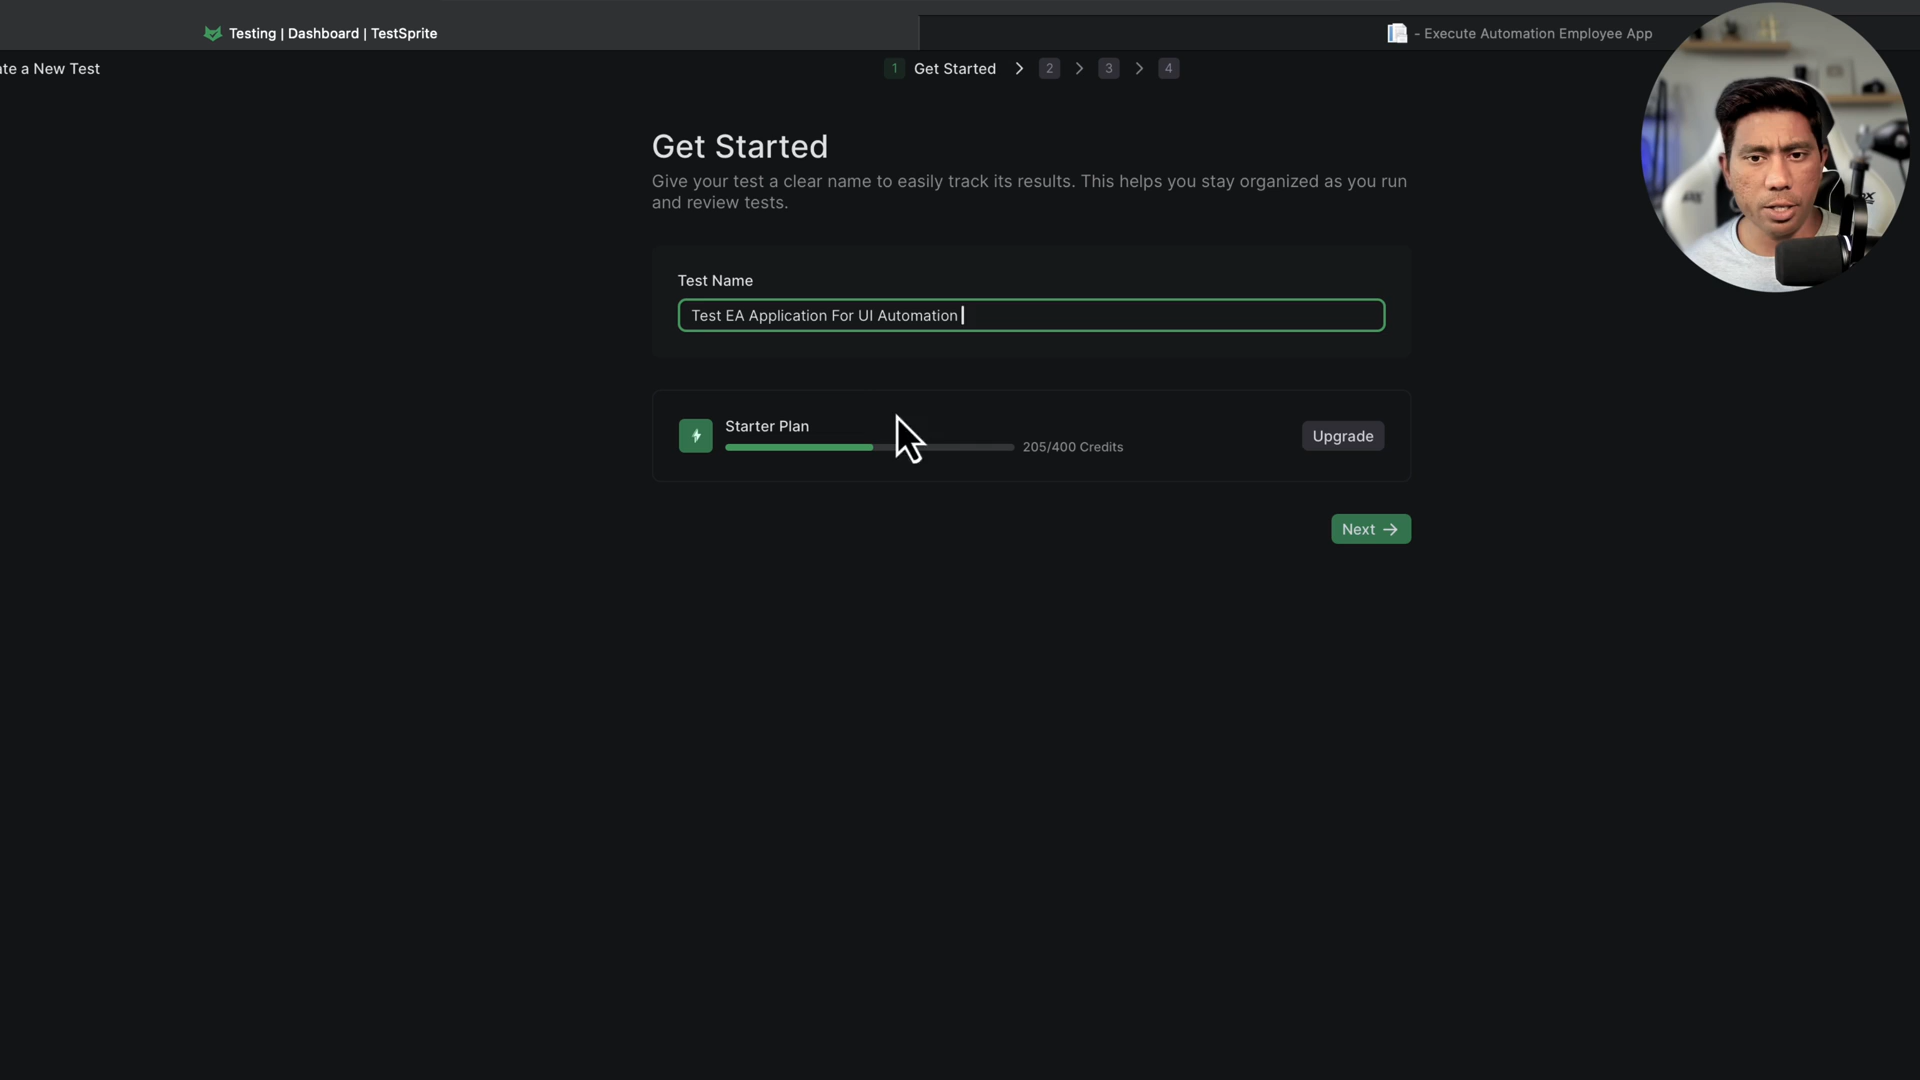 Testing | Dashboard | TestSprite
- Execute Automation Employee App
ate a New Test
1 Get Started > 2 > 3 > 4
Get Started
Give your test a clear name to easily track its results. This helps you stay organized as you run
and review tests.
Test Name
Test EA Application For UI Automation
Starter Plan
205/400 Credits
Upgrade
Next →